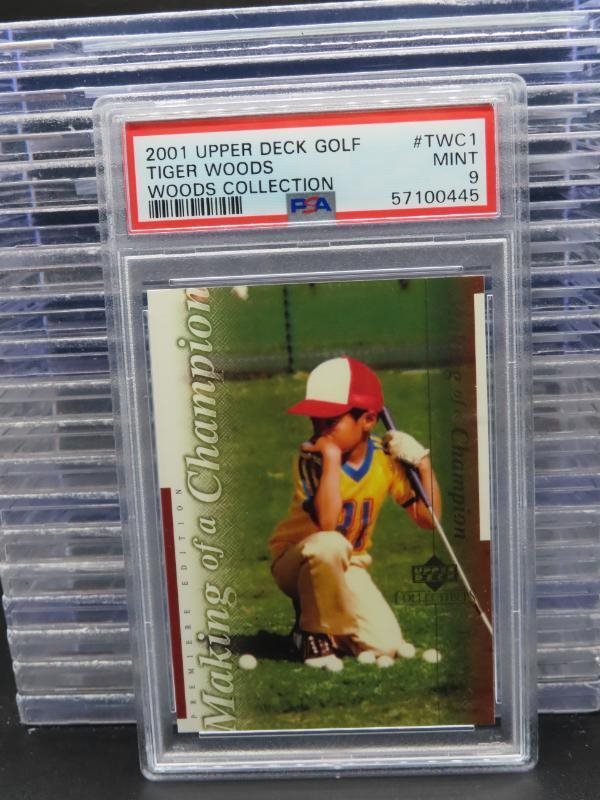 2001 UPPER DECK GOLF #TWC1
TIGER WOODS MINT
WOODS COLLECTION 9
PSA 57100445
Making of a Champion
PREMIERE EDITION
Making of a Champion
UPPER DECK
COLLECTIBLES